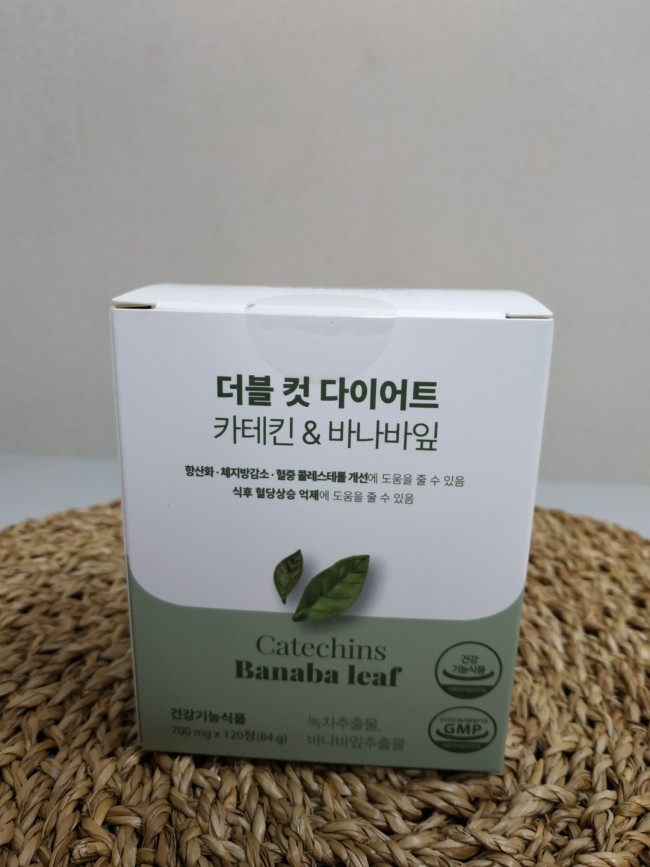 더블 컷 다이어트
카테킨 & 바나바잎
항산화·체지방감소·혈중 콜레스테롤 개선에 도움을 줄 수 있음
식후 혈당상승 억제에 도움을 줄 수 있음
Catechins
Banaba leaf
건강
기능식품
건강기능식품
700 mg x 120정(84 g)
녹차추출물,
바나바잎추출물
GMP